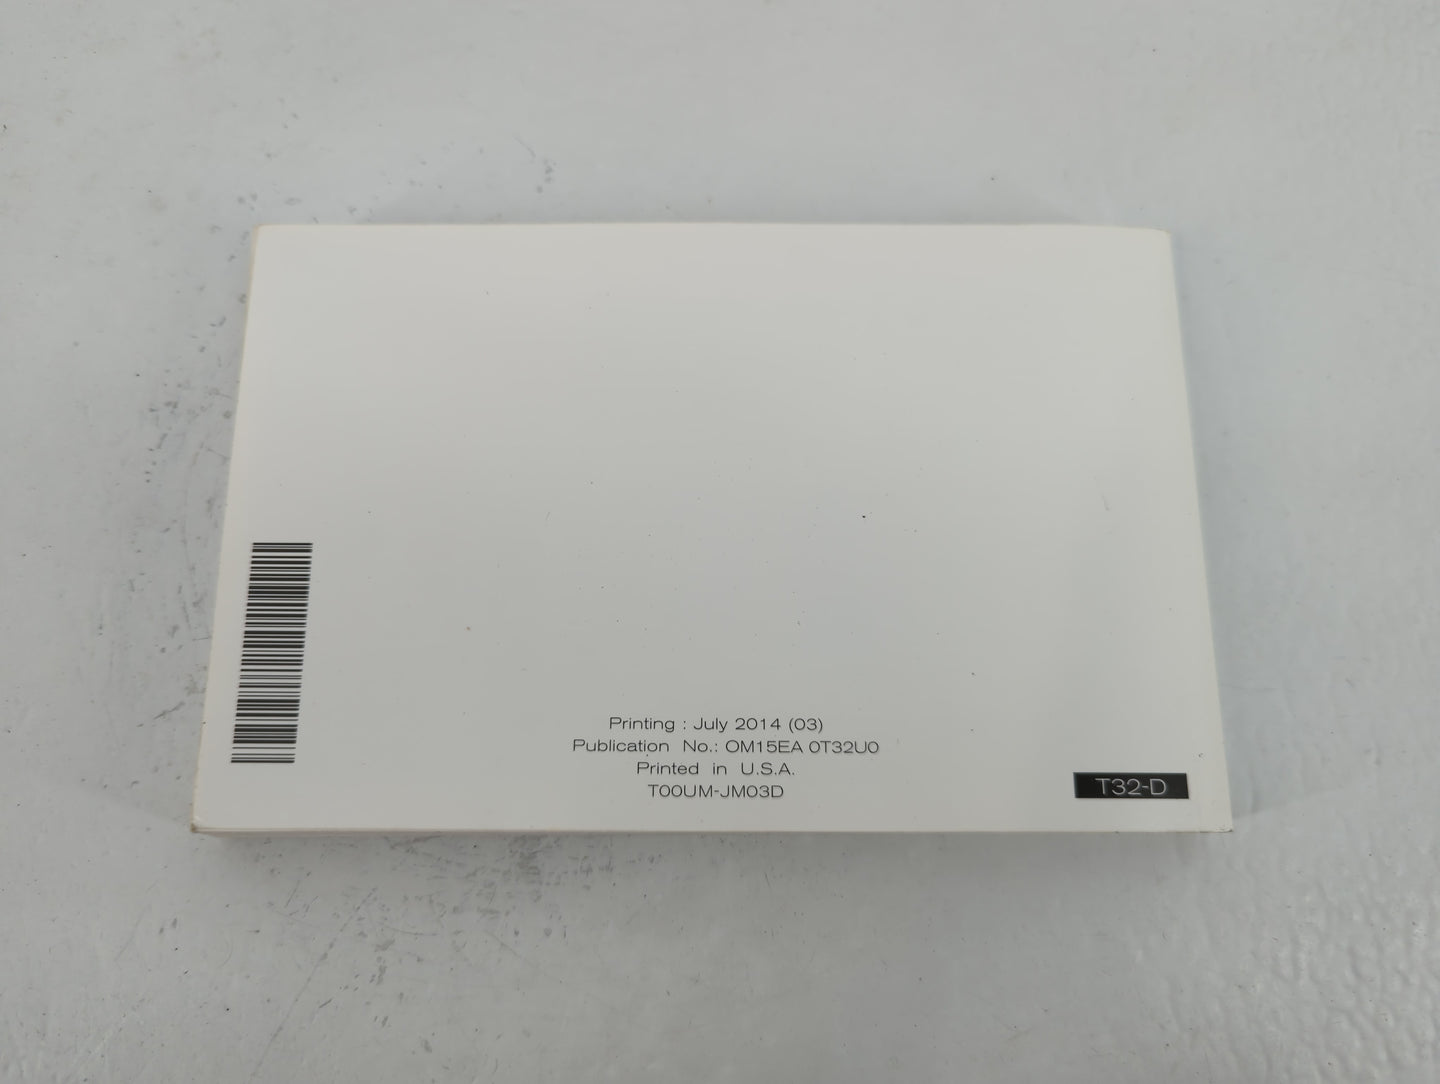 Printing : July 2014 (03)
Publication No.: OM15EA 0T32U0
Printed in U.S.A.
T00UM-JM03D
T32-D